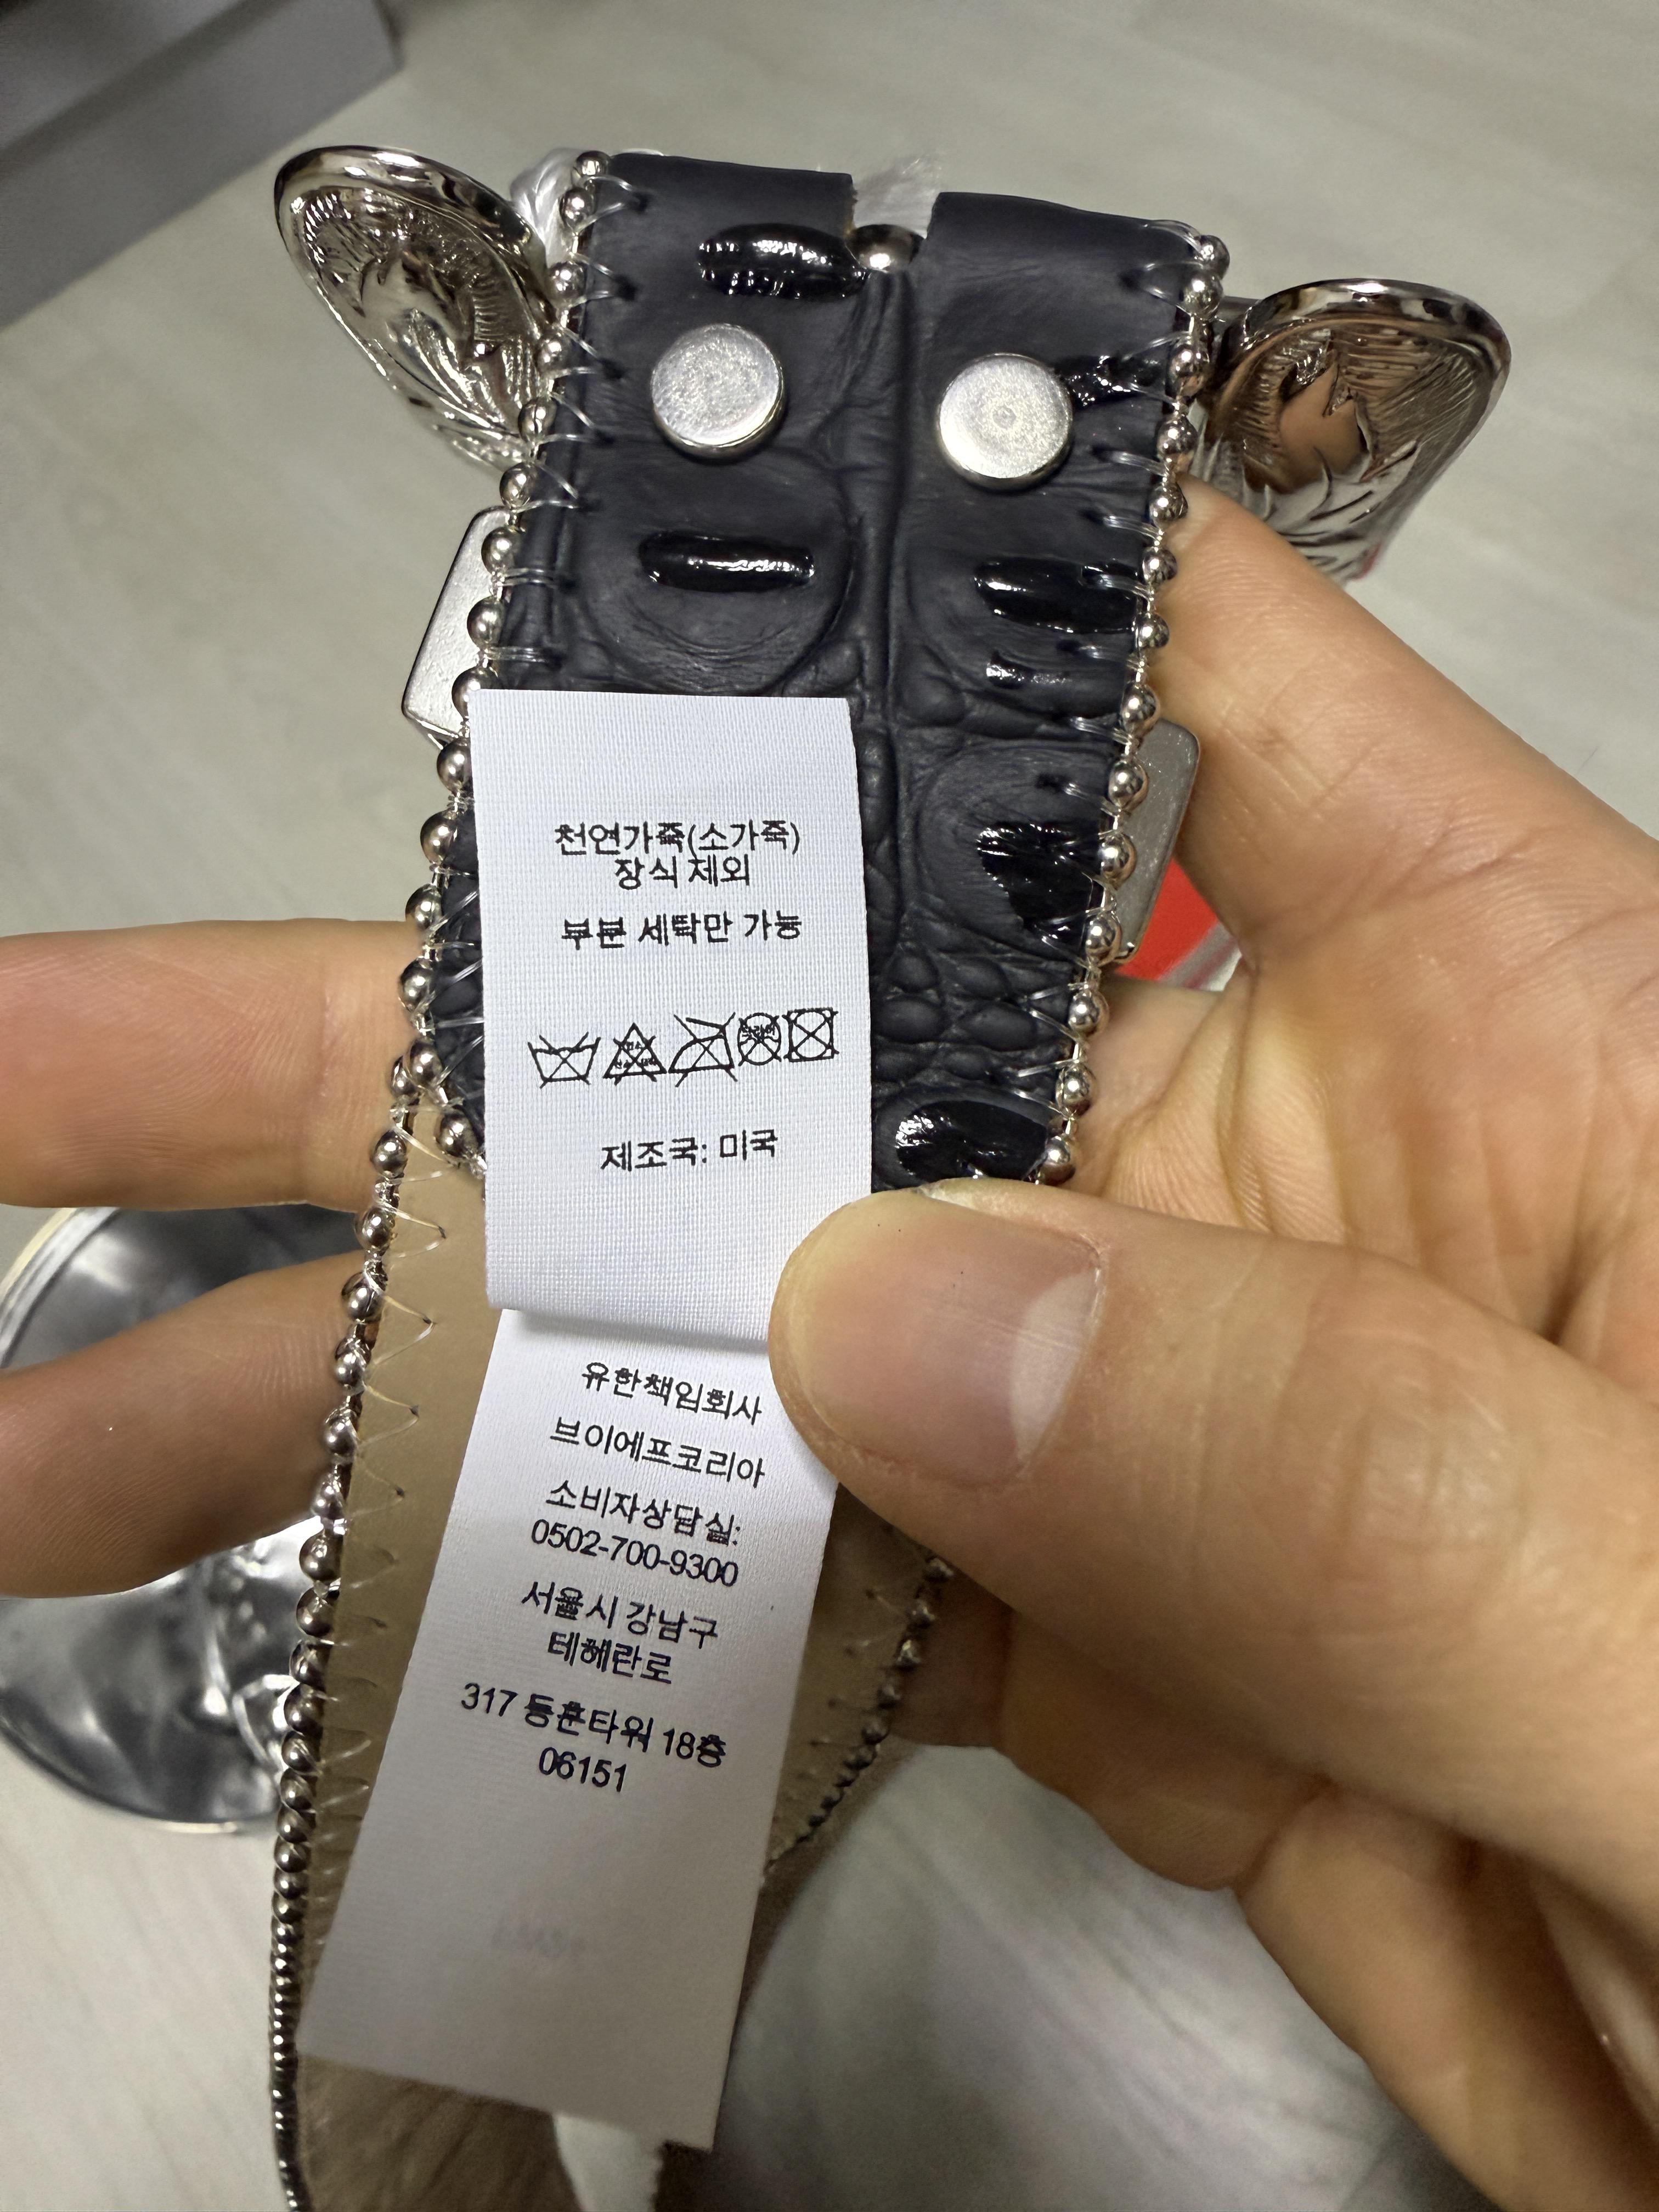 천연가죽(소가죽)
장식 제외
부분 세탁만 가능
제조국: 미국
유한책임회사
브이에프코리아
소비자상담실:
0502-700-9300
서울시 강남구
테헤란로
317 동훈타워 18층
06151